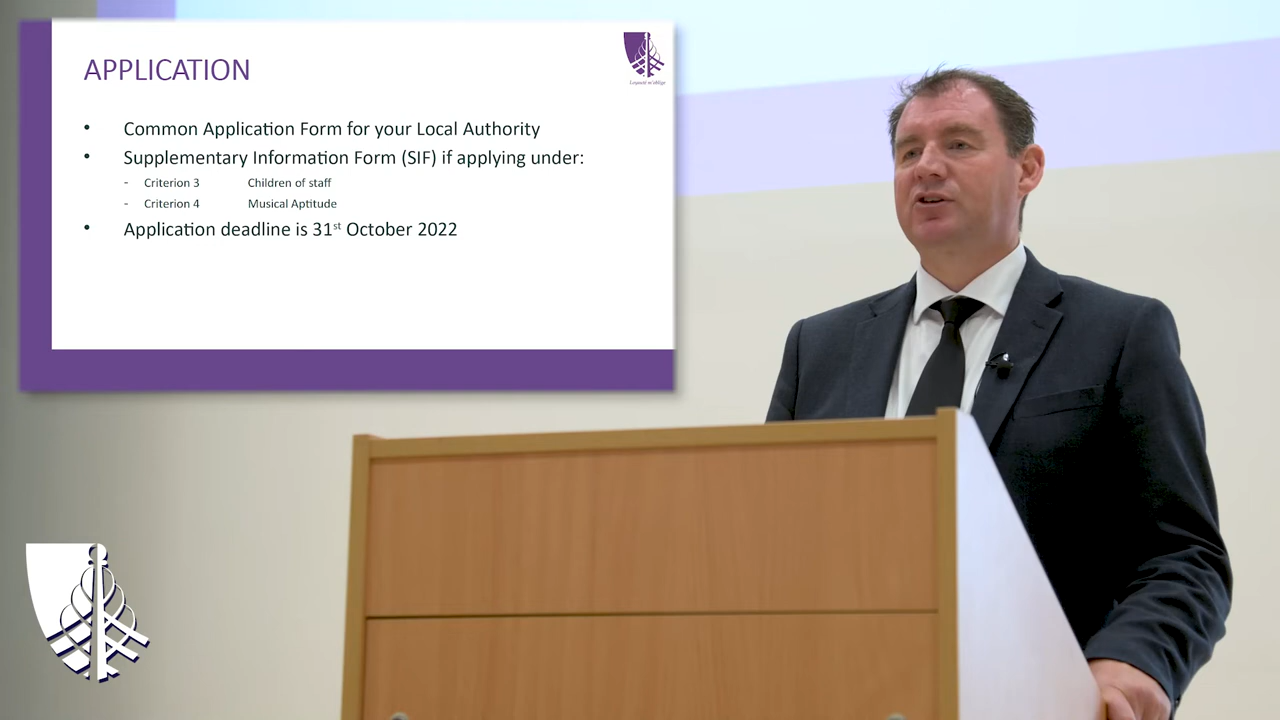 APPLICATION
• Common Application Form for your Local Authority
• Supplementary Information Form (SIF) if applying under:
- Criterion 3 Children of staff
- Criterion 4 Musical Aptitude
• Application deadline is 31st October 2022